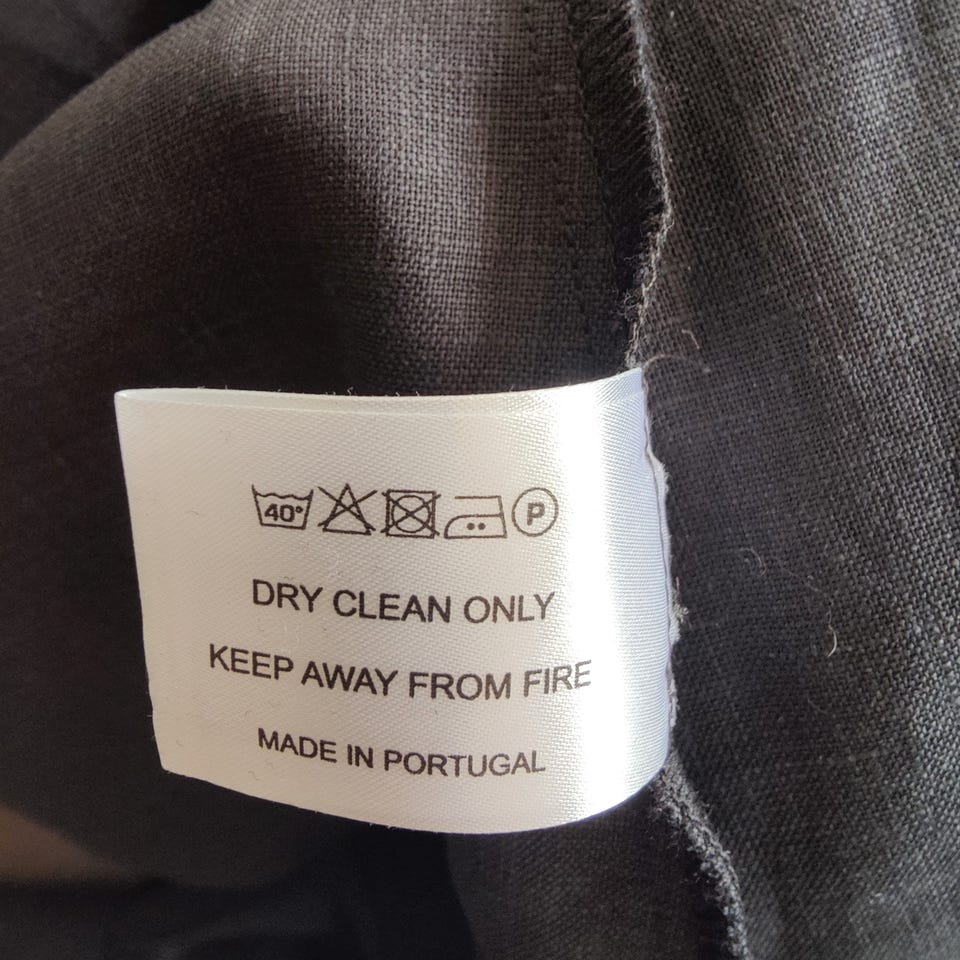 40° P
DRY CLEAN ONLY
KEEP AWAY FROM FIRE
MADE IN PORTUGAL